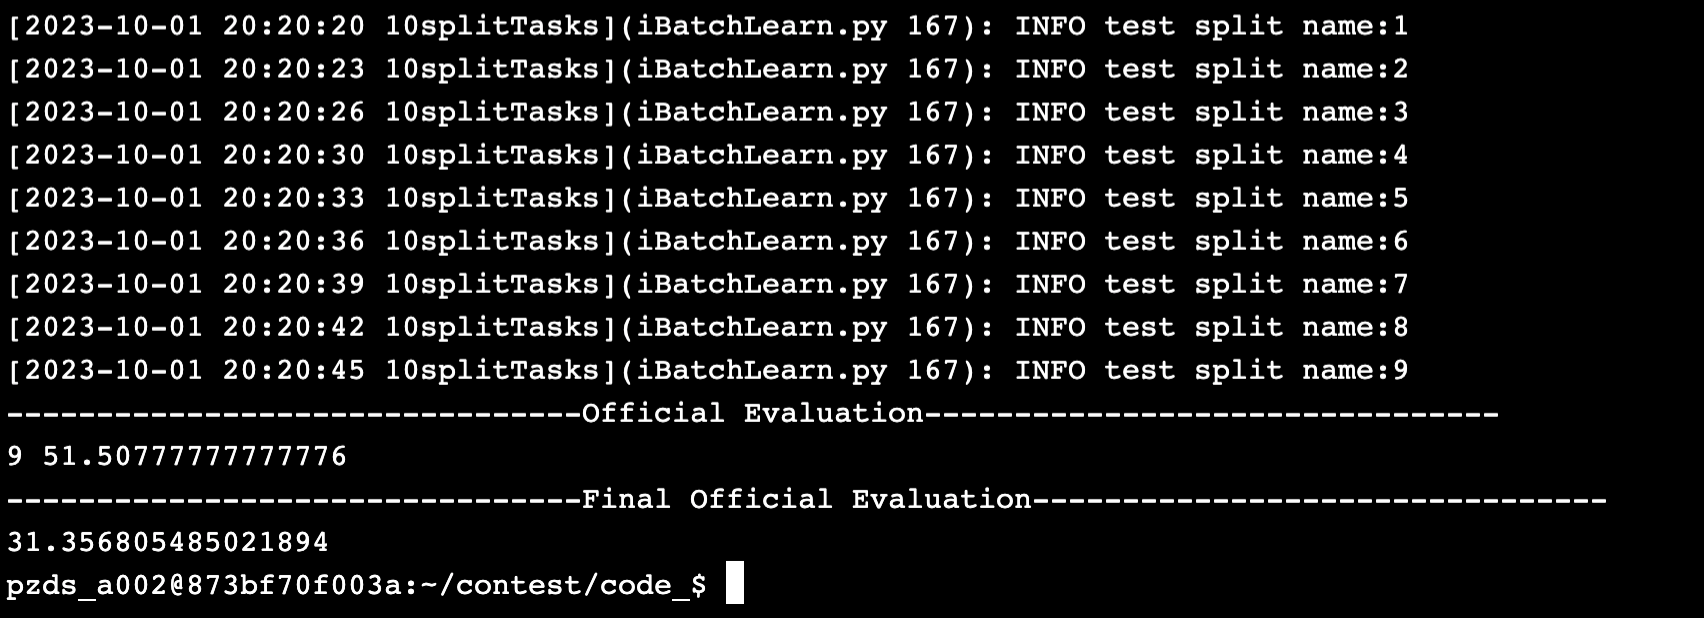 [2023-10-01 20:20:20 10splitTasks](iBatchLearn.py 167): INFO test split name:1
[2023-10-01 20:20:23 10splitTasks](iBatchLearn.py 167): INFO test split name:2
[2023-10-01 20:20:26 10splitTasks](iBatchLearn.py 167): INFO test split name:3
[2023-10-01 20:20:30 10splitTasks](iBatchLearn.py 167): INFO test split name:4
[2023-10-01 20:20:33 10splitTasks](iBatchLearn.py 167): INFO test split name:5
[2023-10-01 20:20:36 10splitTasks](iBatchLearn.py 167): INFO test split name:6
[2023-10-01 20:20:39 10splitTasks](iBatchLearn.py 167): INFO test split name:7
[2023-10-01 20:20:42 10splitTasks](iBatchLearn.py 167): INFO test split name:8
[2023-10-01 20:20:45 10splitTasks](iBatchLearn.py 167): INFO test split name:9
--------------------------------Official Evaluation--------------------------------
9 51.50777777777776
--------------------------------Final Official Evaluation--------------------------------
31.356805485021894
pzds_a002@873bf70f003a:~/contest/code_$